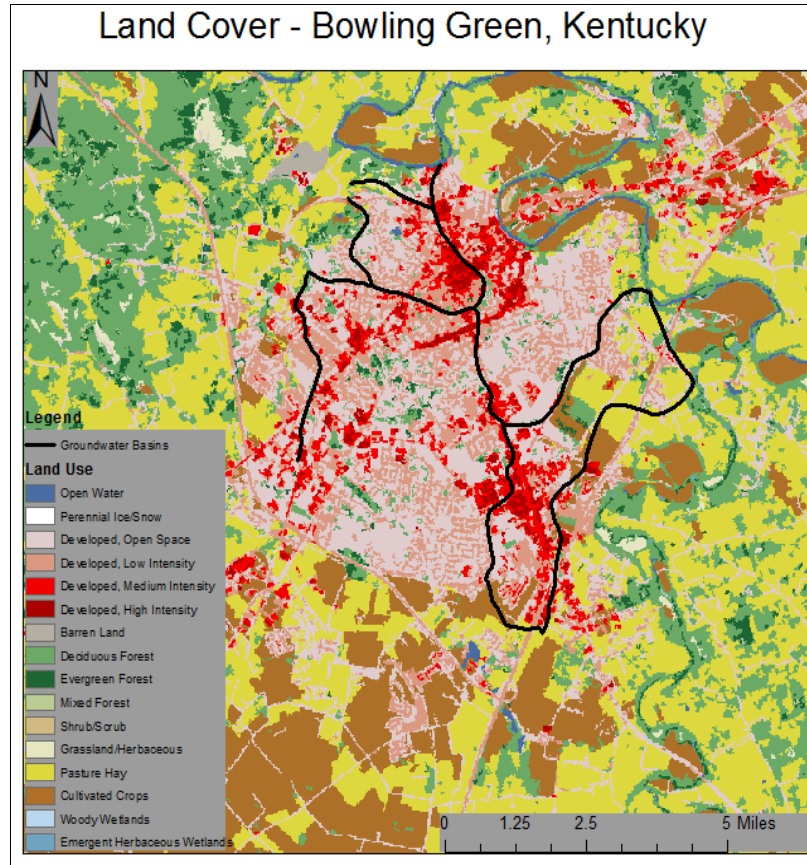 Land Cover - Bowling Green, Kentucky
N
Legend
Groundwater Basins
Land Use
Open Water
Perennial Ice/Snow
Developed, Open Space
Developed, Low Intensity
Developed, Medium Intensity
Developed, High Intensity
Barren Land
Deciduous Forest
Evergreen Forest
Mixed Forest
Shrub/Scrub
Grassland/Herbaceous
Pasture Hay
Cultivated Crops
Woody Wetlands
Emergent Herbaceous Wetlands
0 1.25 2.5 5 Miles